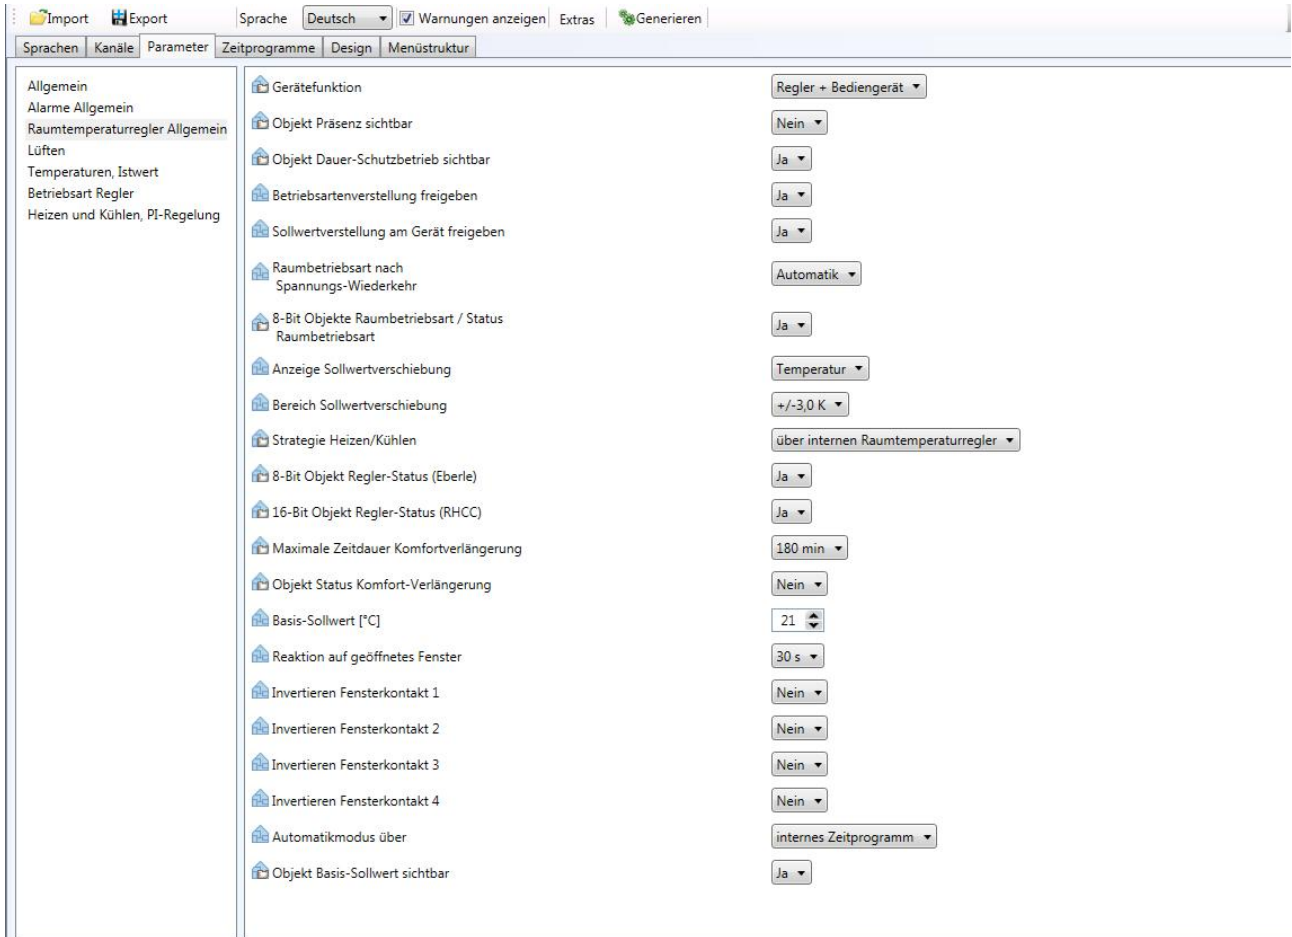 Import Export Sprache Deutsch Warnungen anzeigen Extras Generieren
Sprachen Kanäle Parameter Zeitprogramme Design Menüstruktur
Allgemein
Alarme Allgemein
Raumtemperaturregler Allgemein
Lüften
Temperaturen, Istwert
Betriebsart Regler
Heizen und Kühlen, PI-Regelung
Gerätefunktion Regler + Bediengerät
Objekt Präsenz sichtbar Nein
Objekt Dauer-Schutzbetrieb sichtbar Ja
Betriebsartenverstellung freigeben Ja
Sollwertverstellung am Gerät freigeben Ja
Raumbetriebsart nach
Spannungs-Wiederkehr Automatik
8-Bit Objekte Raumbetriebsart / Status
Raumbetriebsart Ja
Anzeige Sollwertverschiebung Temperatur
Bereich Sollwertverschiebung +/-3,0 K
Strategie Heizen/Kühlen über internen Raumtemperaturregler
8-Bit Objekt Regler-Status (Eberle) Ja
16-Bit Objekt Regler-Status (RHCC) Ja
Maximale Zeitdauer Komfortverlängerung 180 min
Objekt Status Komfort-Verlängerung Nein
Basis-Sollwert [°C] 21
Reaktion auf geöffnetes Fenster 30 s
Invertieren Fensterkontakt 1 Nein
Invertieren Fensterkontakt 2 Nein
Invertieren Fensterkontakt 3 Nein
Invertieren Fensterkontakt 4 Nein
Automatikmodus über internes Zeitprogramm
Objekt Basis-Sollwert sichtbar Ja